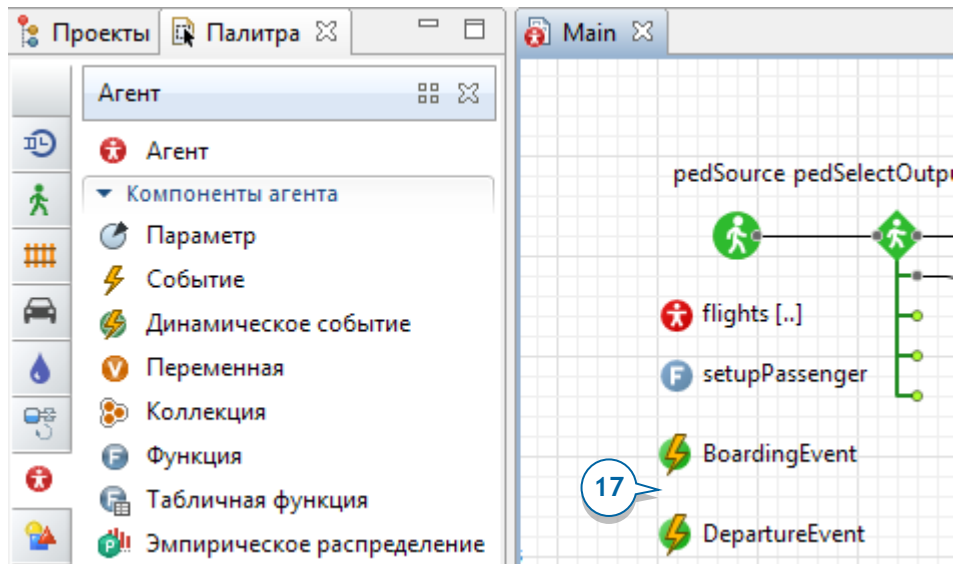 Проекты
Палитра
Main
Агент
Агент
Компоненты агента
Параметр
Событие
Динамическое событие
Переменная
Коллекция
Функция
Табличная функция
Эмпирическое распределение
pedSource pedSelectOutpu
flights [..]
setupPassenger
BoardingEvent
17
DepartureEvent